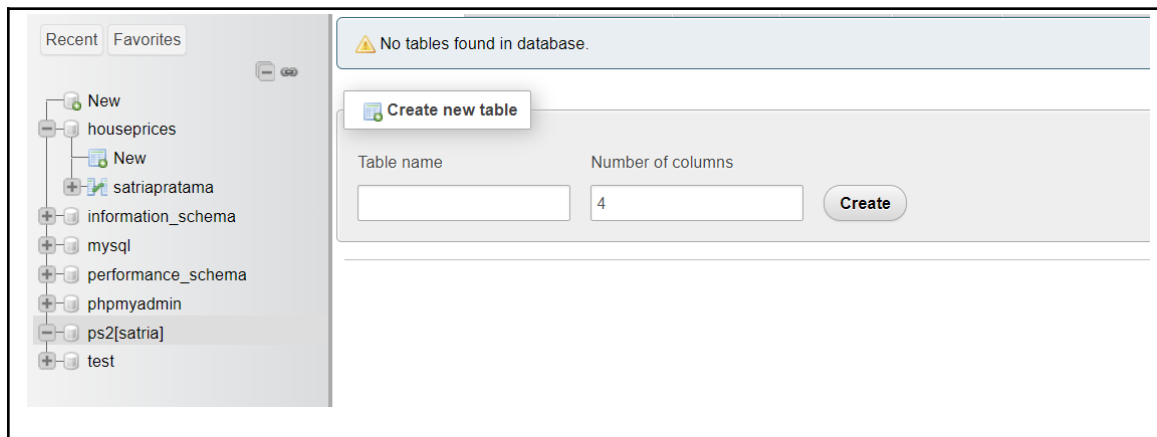 Recent Favorites
New
houseprices
New
satriapratama
information_schema
mysql
performance_schema
phpmyadmin
ps2[satria]
test
No tables found in database.
Create new table
Table name Number of columns
4 Create